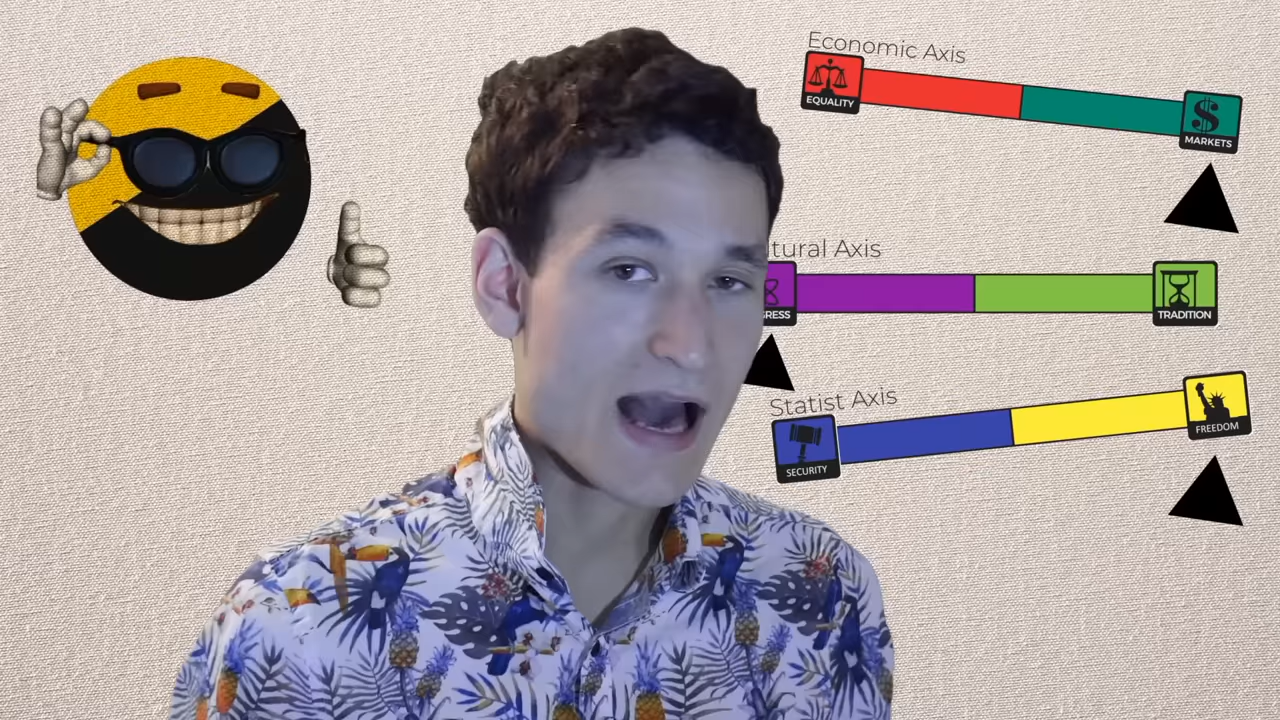 Economic Axis
EQUALITY
MARKETS
tural Axis
GRESS
TRADITION
Statist Axis
SECURITY
FREEDOM